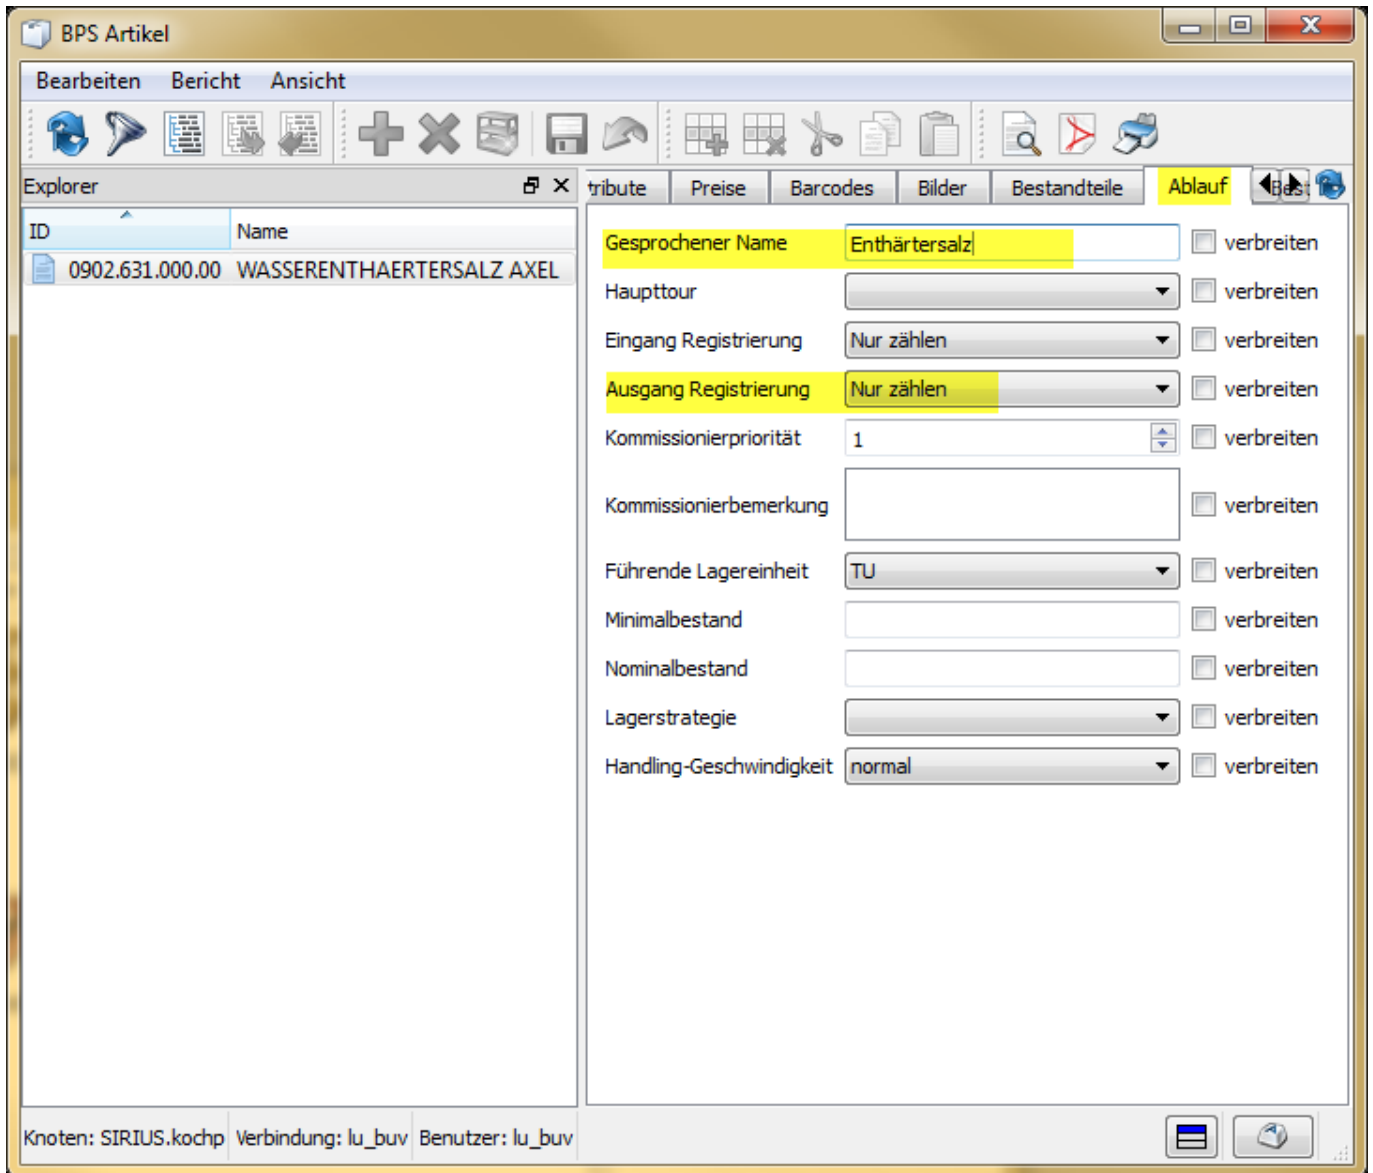 BPS Artikel
Bearbeiten Bericht Ansicht
Explorer
tribute Preise Barcodes Bilder Bestandteile Ablauf Best
ID Name
0902.631.000.00 WASSERENTHAERTERSALZ AXEL
Gesprochener Name Enthärtersalz verbreiten
Haupttour verbreiten
Eingang Registrierung Nur zählen verbreiten
Ausgang Registrierung Nur zählen verbreiten
Kommissionierpriorität 1 verbreiten
Kommissionierbemerkung verbreiten
Führende Lagereinheit TU verbreiten
Minimalbestand verbreiten
Nominalbestand verbreiten
Lagerstrategie verbreiten
Handling-Geschwindigkeit normal verbreiten
Knoten: SIRIUS.kochp Verbindung: lu_buv Benutzer: lu_buv